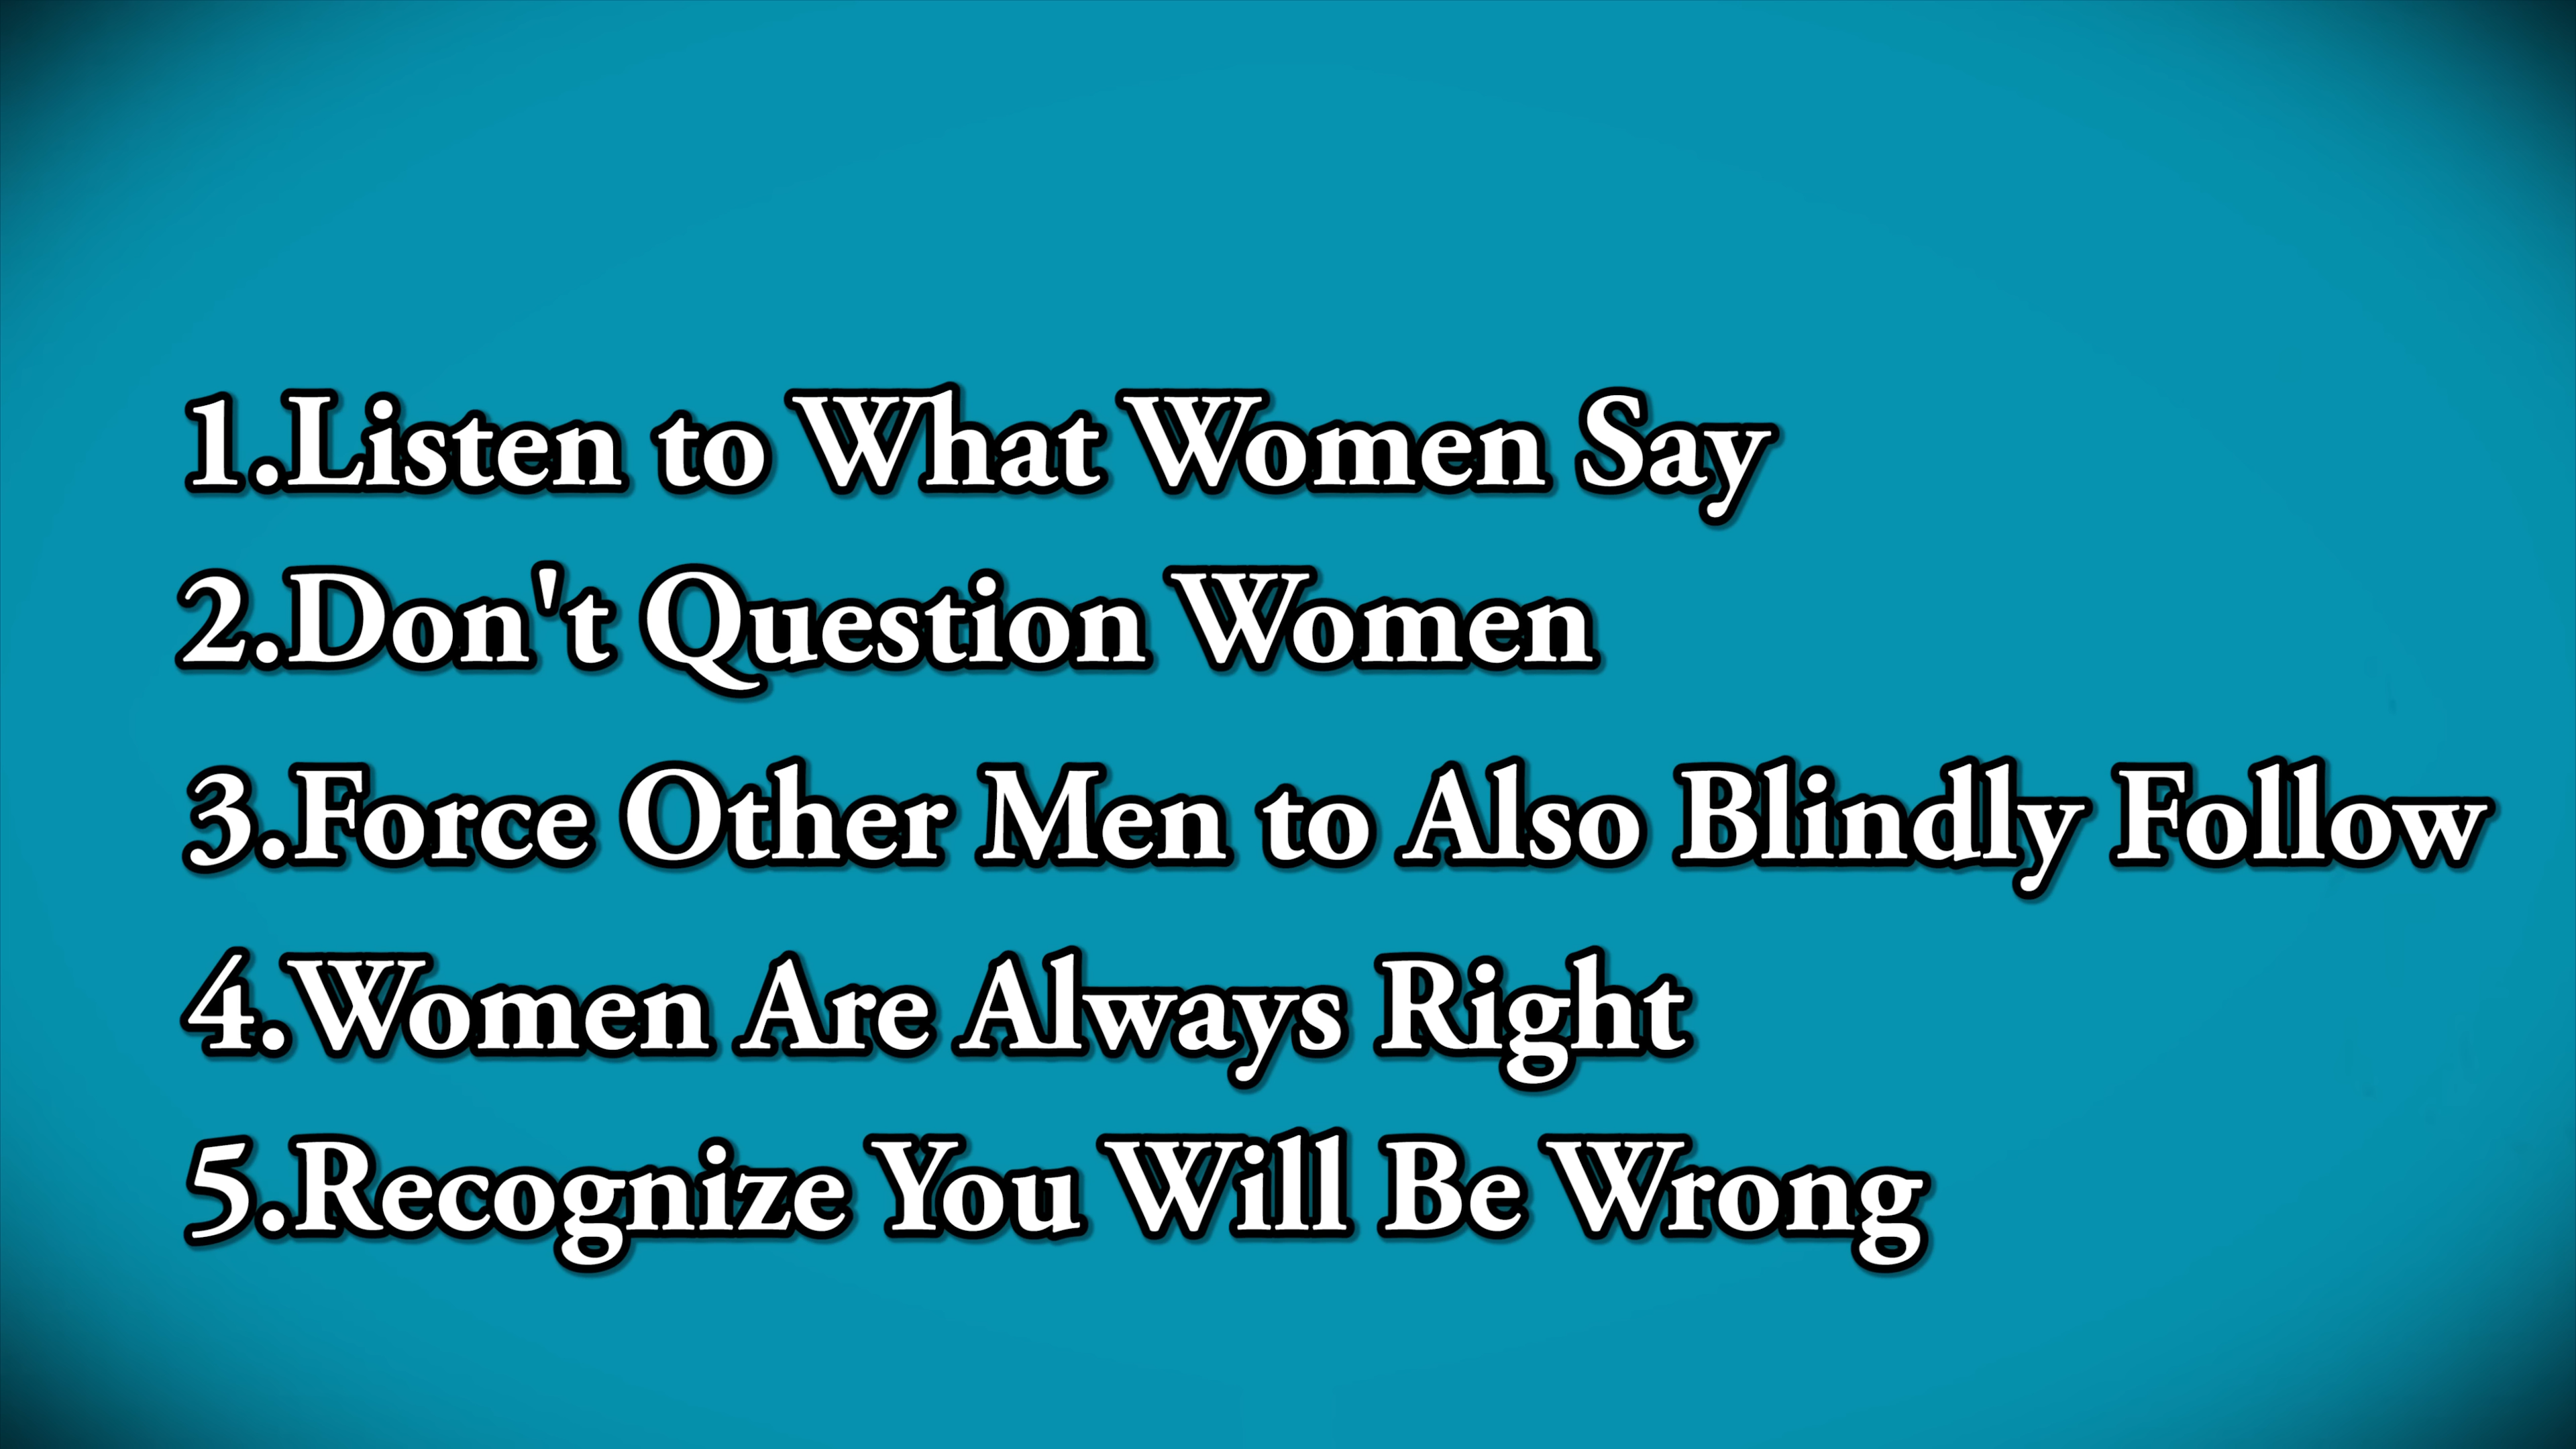 1.Listen to What Women Say
2.Don't Question Women
3.Force Other Men to Also Blindly Follow
4.Women Are Always Right
5.Recognize You Will Be Wrong